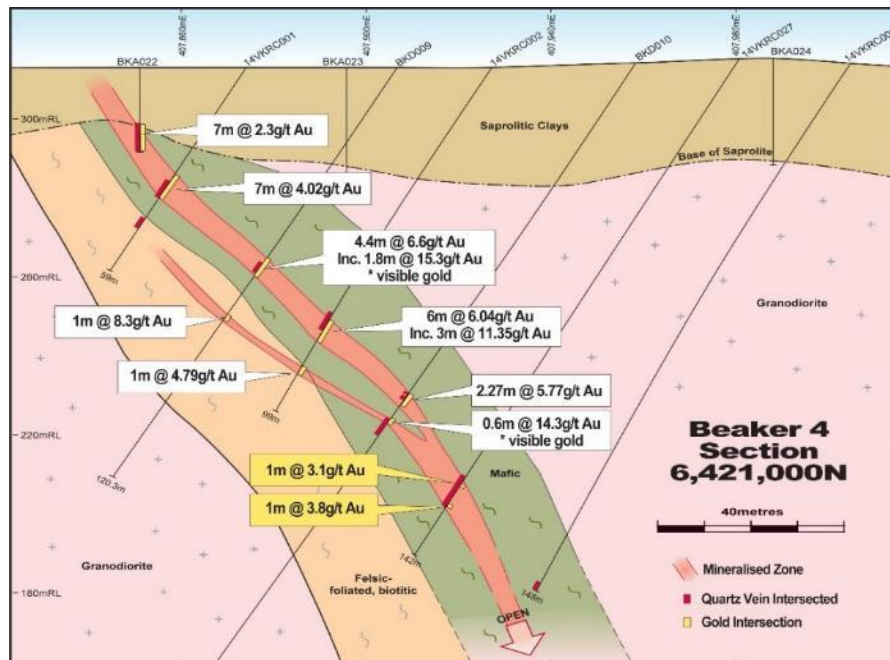 407,860mE
407,900mE
407,940mE
407,980mE
BKA022
14VKRC001
BKA023
BKD009
14VKRC002
BKD010
14VKRC027
BKA024
300mRL
7m @ 2.3g/t Au
Saprolitic Clays
Base of Saprolite
7m @ 4.02g/t Au
4.4m @ 6.6g/t Au
Inc. 1.8m @ 15.3g/t Au
* visible gold
260mRL
59m
Granodiorite
6m @ 6.04g/t Au
Inc. 3m @ 11.35g/t Au
1m @ 8.3g/t Au
1m @ 4.79g/t Au
2.27m @ 5.77g/t Au
99m
0.6m @ 14.3g/t Au
* visible gold
220mRL
Beaker 4
Section
6,421,000N
1m @ 3.1g/t Au
Mafic
120.3m
1m @ 3.8g/t Au
40metres
142m
Granodiorite
Felsic-
foliated, biotitic
Mineralised Zone
180mRL
148m
Quartz Vein Intersected
OPEN
Gold Intersection